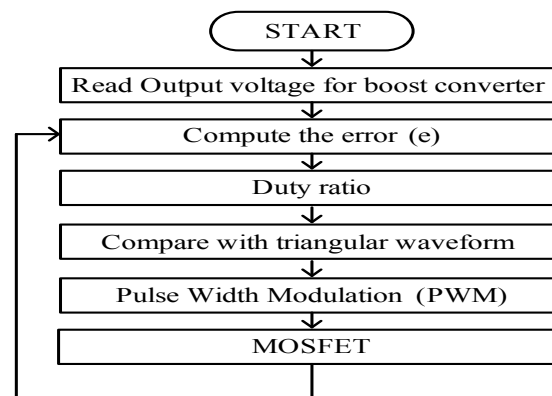 START
Read Output voltage for boost converter
Compute the error (e)
Duty ratio
Compare with triangular waveform
Pulse Width Modulation (PWM)
MOSFET